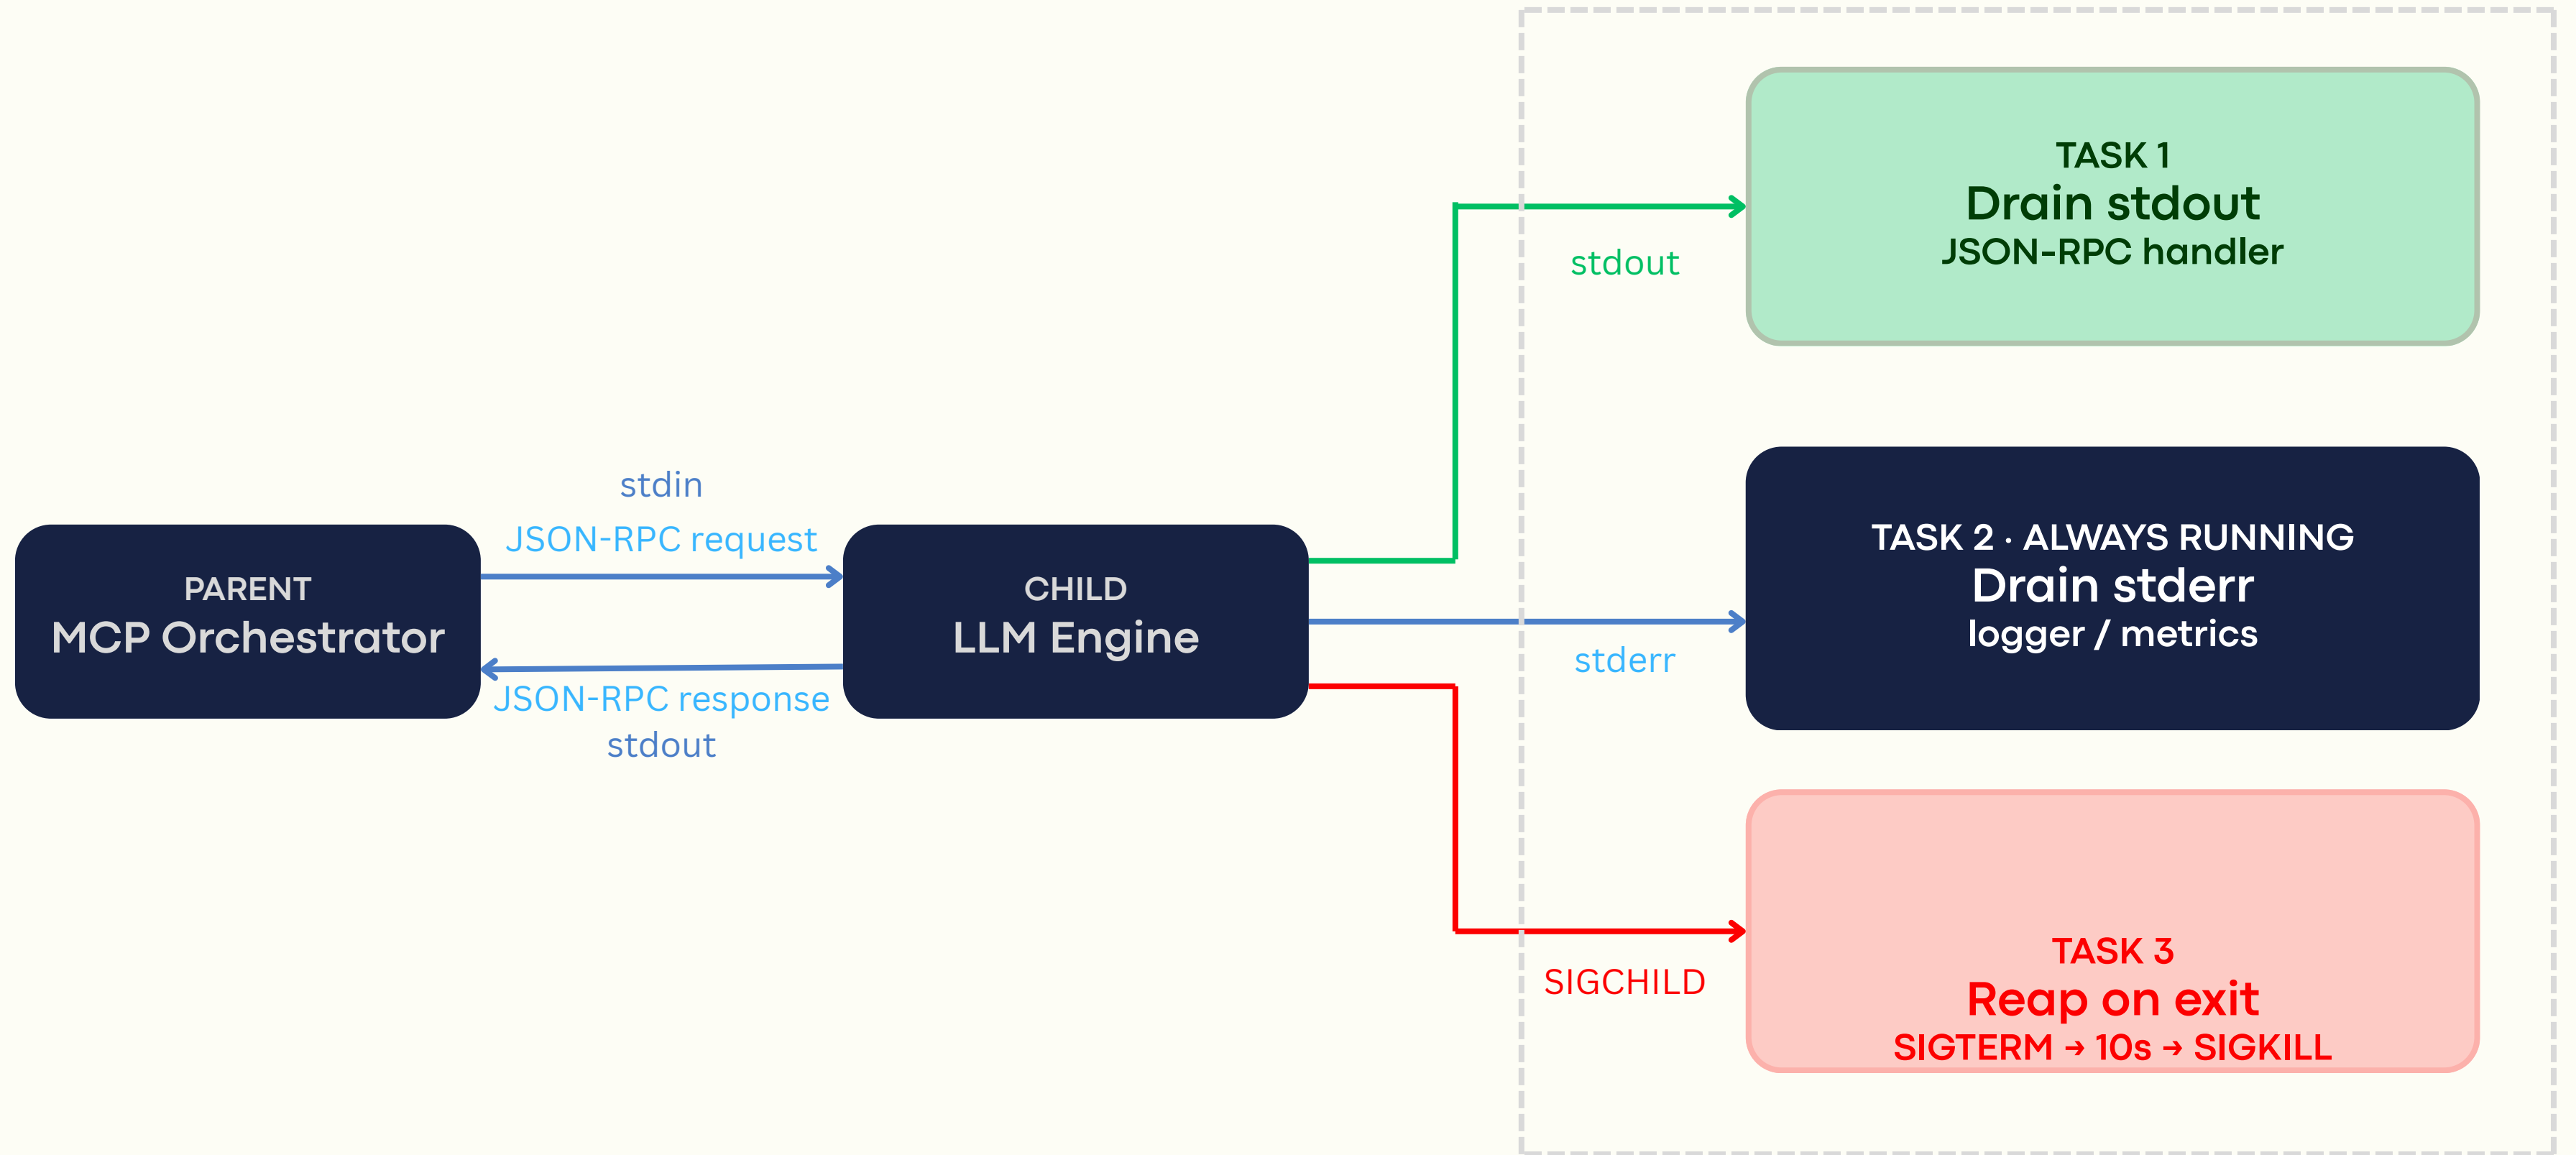 PARENT
MCP Orchestrator
stdin
JSON-RPC request
JSON-RPC response
stdout
CHILD
LLM Engine
stdout
stderr
SIGCHILD
TASK 1
Drain stdout
JSON-RPC handler
TASK 2 · ALWAYS RUNNING
Drain stderr
logger / metrics
TASK 3
Reap on exit
SIGTERM → 10s → SIGKILL